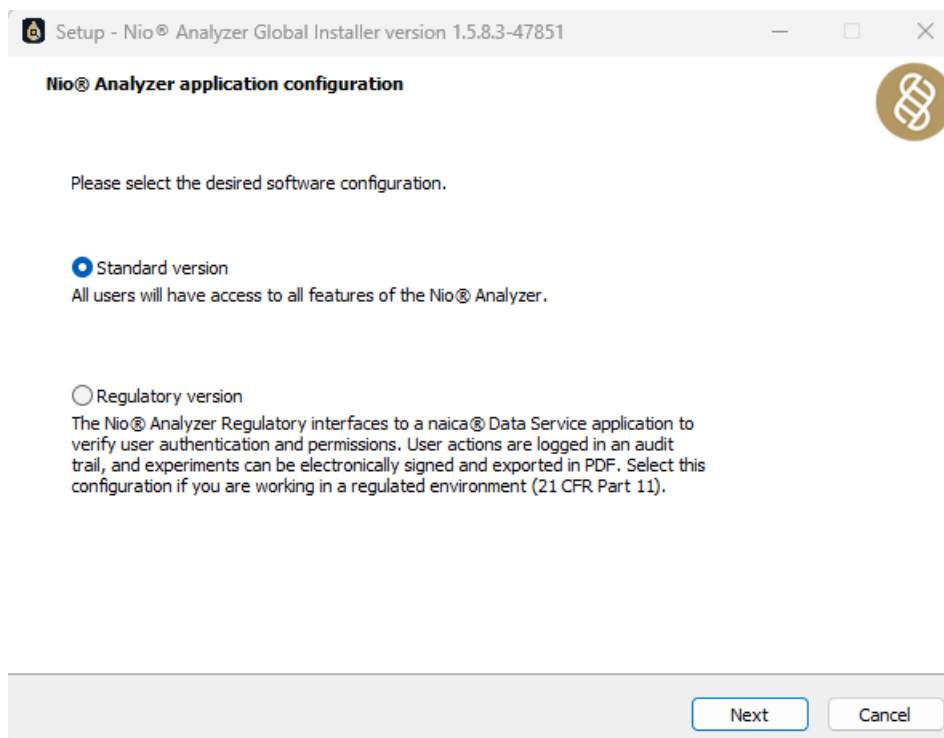 Setup - Nio® Analyzer Global Installer version 1.5.8.3-47851
Nio® Analyzer application configuration
Please select the desired software configuration.
Standard version
All users will have access to all features of the Nio® Analyzer.
Regulatory version
The Nio® Analyzer Regulatory interfaces to a naica® Data Service application to
verify user authentication and permissions. User actions are logged in an audit
trail, and experiments can be electronically signed and exported in PDF. Select this
configuration if you are working in a regulated environment (21 CFR Part 11).
Next
Cancel